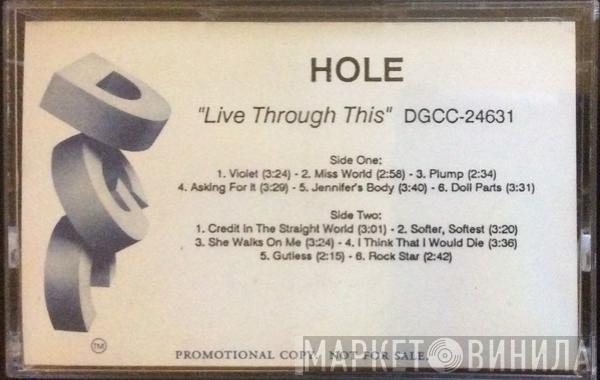 HOLE
"Live Through This" DGCC-24631
Side One:
1. Violet (3:24) - 2. Miss World (2:58) - 3. Plump (2:34)
4. Asking For It (3:29) - 5. Jennifer's Body (3:40) - 6. Doll Parts (3:31)
Side Two:
1. Credit In The Straight World (3:01) - 2. Softer, Softest (3:20)
3. She Walks On Me (3:24) - 4. I Think That I Would Die (3:36)
5. Gutless (2:15) - 6. Rock Star (2:42)
DGC
TM
PROMOTIONAL COPY. NOT FOR SALE.
МАРКЕТ ВИНИЛА